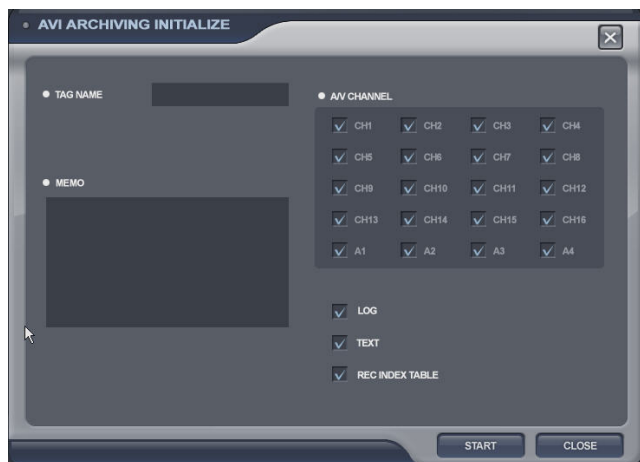 AVI ARCHIVING INITIALIZE
TAG NAME
MEMO
A/V CHANNEL
CH1 CH2 CH3 CH4
CH5 CH6 CH7 CH8
CH9 CH10 CH11 CH12
CH13 CH14 CH15 CH16
A1 A2 A3 A4
LOG
TEXT
REC INDEX TABLE
START CLOSE